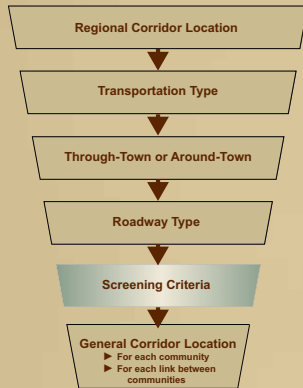 Regional Corridor Location
Transportation Type
Through-Town or Around-Town
Roadway Type
Screening Criteria
General Corridor Location
► For each community
► For each link between
communities